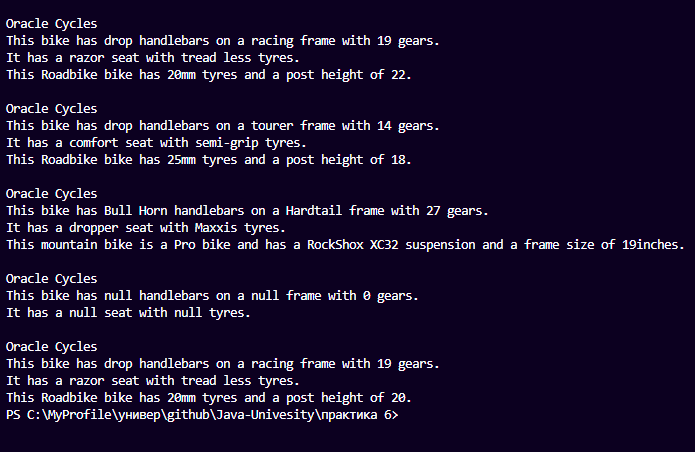 Oracle Cycles
This bike has drop handlebars on a racing frame with 19 gears.
It has a razor seat with tread less tyres.
This Roadbike bike has 20mm tyres and a post height of 22.
Oracle Cycles
This bike has drop handlebars on a tourer frame with 14 gears.
It has a comfort seat with semi-grip tyres.
This Roadbike bike has 25mm tyres and a post height of 18.
Oracle Cycles
This bike has Bull Horn handlebars on a Hardtail frame with 27 gears.
It has a dropper seat with Maxxis tyres.
This mountain bike is a Pro bike and has a RockShox XC32 suspension and a frame size of 19inches.
Oracle Cycles
This bike has null handlebars on a null frame with 0 gears.
It has a null seat with null tyres.
Oracle Cycles
This bike has drop handlebars on a racing frame with 19 gears.
It has a razor seat with tread less tyres.
This Roadbike bike has 20mm tyres and a post height of 20.
PS C:\MyProfile\универ\github\Java-Univesity\практика 6>